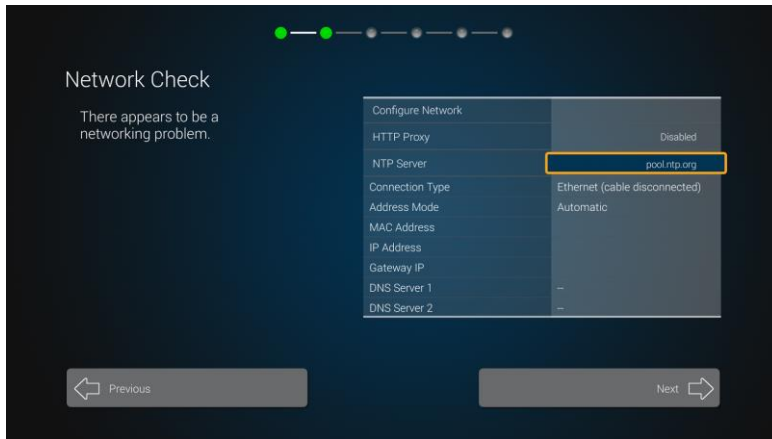 Network Check
There appears to be a
networking problem.
Configure Network
HTTP Proxy Disabled
NTP Server pool.ntp.org
Connection Type Ethernet (cable disconnected)
Address Mode Automatic
MAC Address
IP Address
Gateway IP
DNS Server 1 --
DNS Server 2 --
Previous
Next